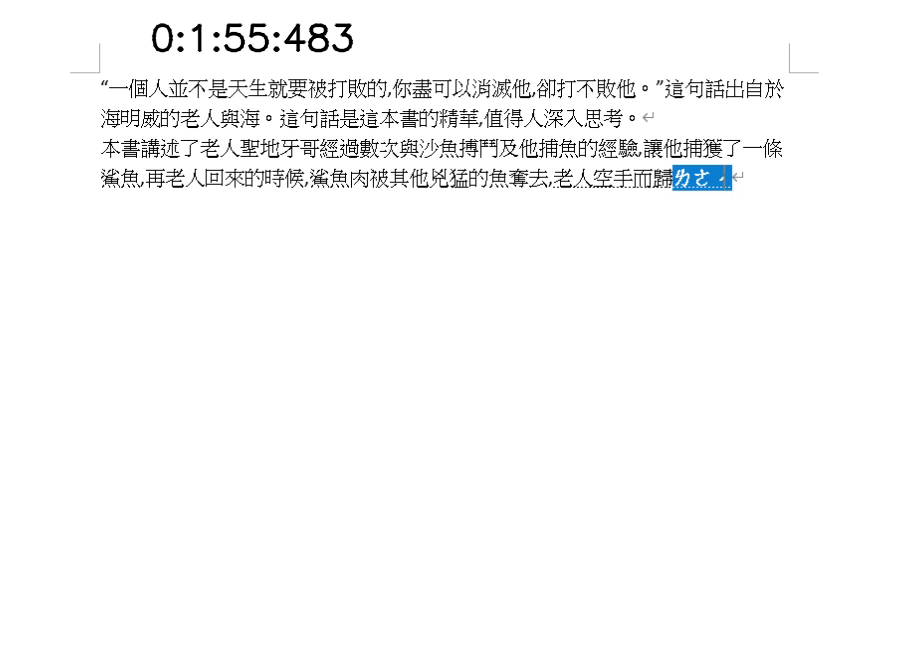 0:1:55:483
“一個人並不是天生就要被打敗的,你盡可以消滅他,卻打不敗他。”這句話出自於
海明威的老人與海。這句話是這本書的精華,值得人深入思考。
本書講述了老人聖地牙哥經過數次與沙魚搏鬥及他捕魚的經驗,讓他捕獲了一條
鯊魚,再老人回來的時候,鯊魚肉被其他兇猛的魚奪去,老人空手而歸ㄌㄜˊ